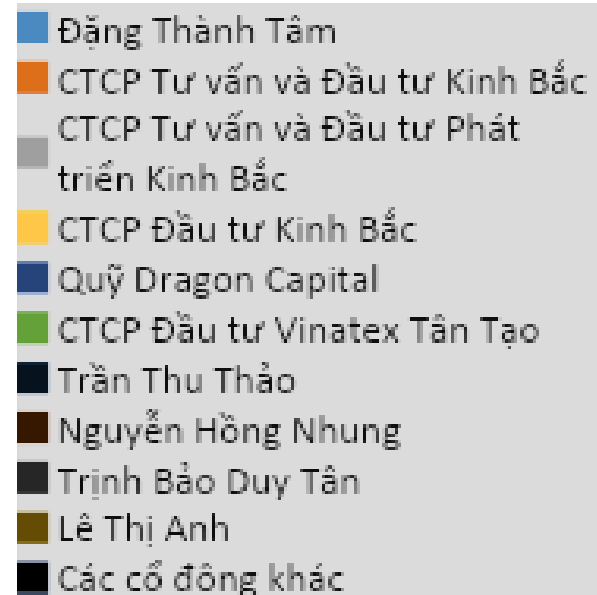 Đặng Thành Tâm
CTCP Tư vấn và Đầu tư Kinh Bắc
CTCP Tư vấn và Đầu tư Phát
triển Kinh Bắc
CTCP Đầu tư Kinh Bắc
Quỹ Dragon Capital
CTCP Đầu tư Vinatex Tân Tạo
Trần Thu Thảo
Nguyễn Hồng Nhung
Trịnh Bảo Duy Tân
Lê Thị Anh
Các cổ đông khác